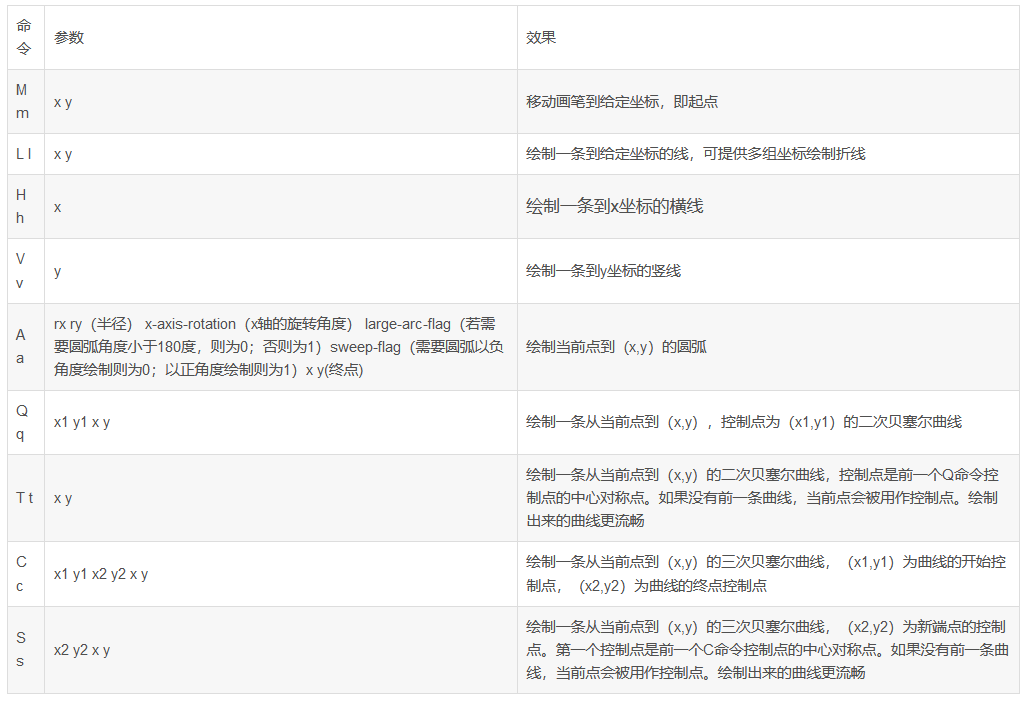 命
令
参数
效果
M
m
x y
移动画笔到给定坐标，即起点
L l
x y
绘制一条到给定坐标的线，可提供多组坐标绘制折线
H
h
x
绘制一条到x坐标的横线
V
v
y
绘制一条到y坐标的竖线
A
a
rx ry（半径） x-axis-rotation（x轴的旋转角度） large-arc-flag（若需
要圆弧角度小于180度，则为0；否则为1）sweep-flag（需要圆弧以负
角度绘制则为0；以正角度绘制则为1）x y(终点)
绘制当前点到（x,y）的圆弧
Q
q
x1 y1 x y
绘制一条从当前点到（x,y），控制点为（x1,y1）的二次贝塞尔曲线
T t
x y
绘制一条从当前点到（x,y）的二次贝塞尔曲线，控制点是前一个Q命令控
制点的中心对称点。如果没有前一条曲线，当前点会被用作控制点。绘制
出来的曲线更流畅
C
c
x1 y1 x2 y2 x y
绘制一条从当前点到（x,y）的三次贝塞尔曲线，（x1,y1）为曲线的开始控
制点，（x2,y2）为曲线的终点控制点
S
s
x2 y2 x y
绘制一条从当前点到（x,y）的三次贝塞尔曲线，（x2,y2）为新端点的控制
点。第一个控制点是前一个C命令控制点的中心对称点。如果没有前一条曲
线，当前点会被用作控制点。绘制出来的曲线更流畅